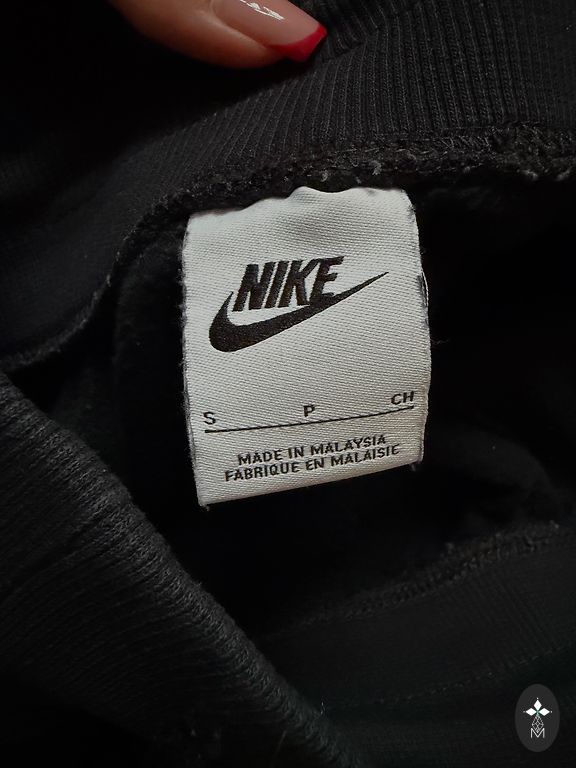 NIKE
S P CH
MADE IN MALAYSIA
FABRIQUE EN MALAISIE
M